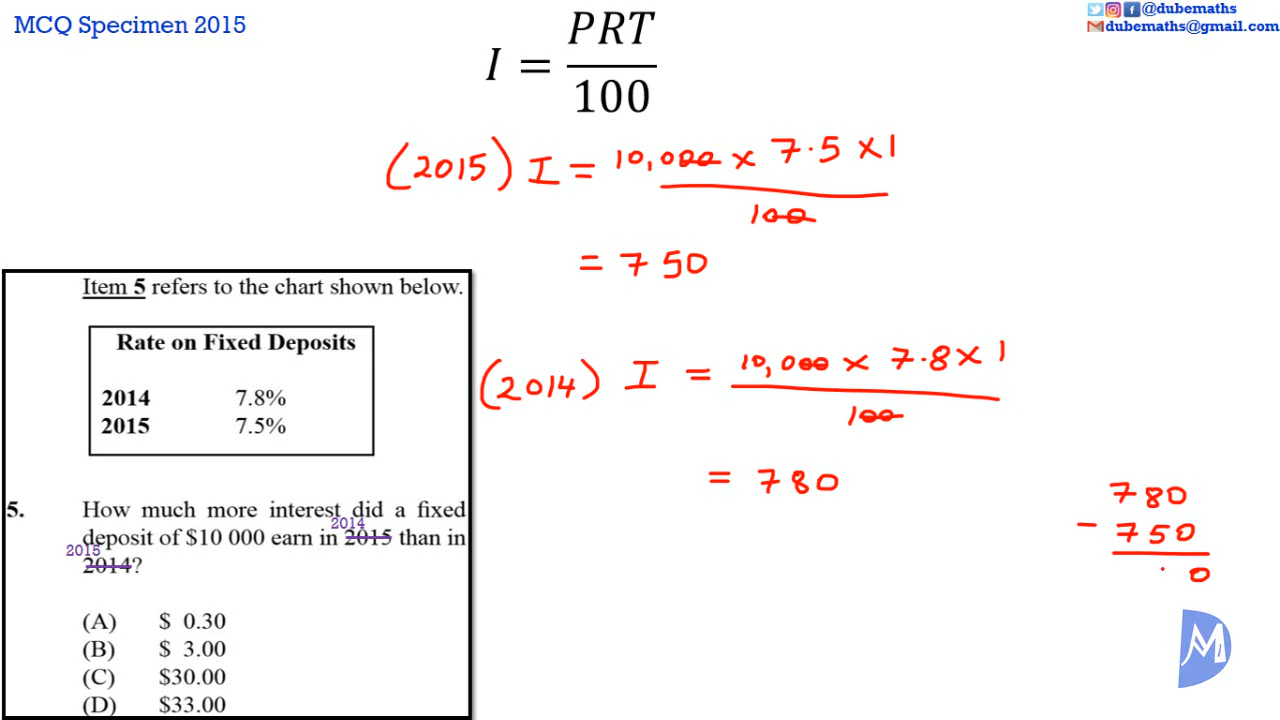 MCQ Specimen 2015
@dubemaths
dubemaths@gmail.com
I = PRT / 100
(2015) I = 10,000 x 7.5 x 1
100
= 750
Item 5 refers to the chart shown below.
Rate on Fixed Deposits
2014 7.8%
2015 7.5%
(2014) I = 10,000 x 7.8 x 1
100
= 780
5. How much more interest did a fixed
2014
deposit of $10 000 earn in 2015 than in
2015
2014?
(A) $ 0.30
(B) $ 3.00
(C) $30.00
(D) $33.00
780
- 750
0
DM